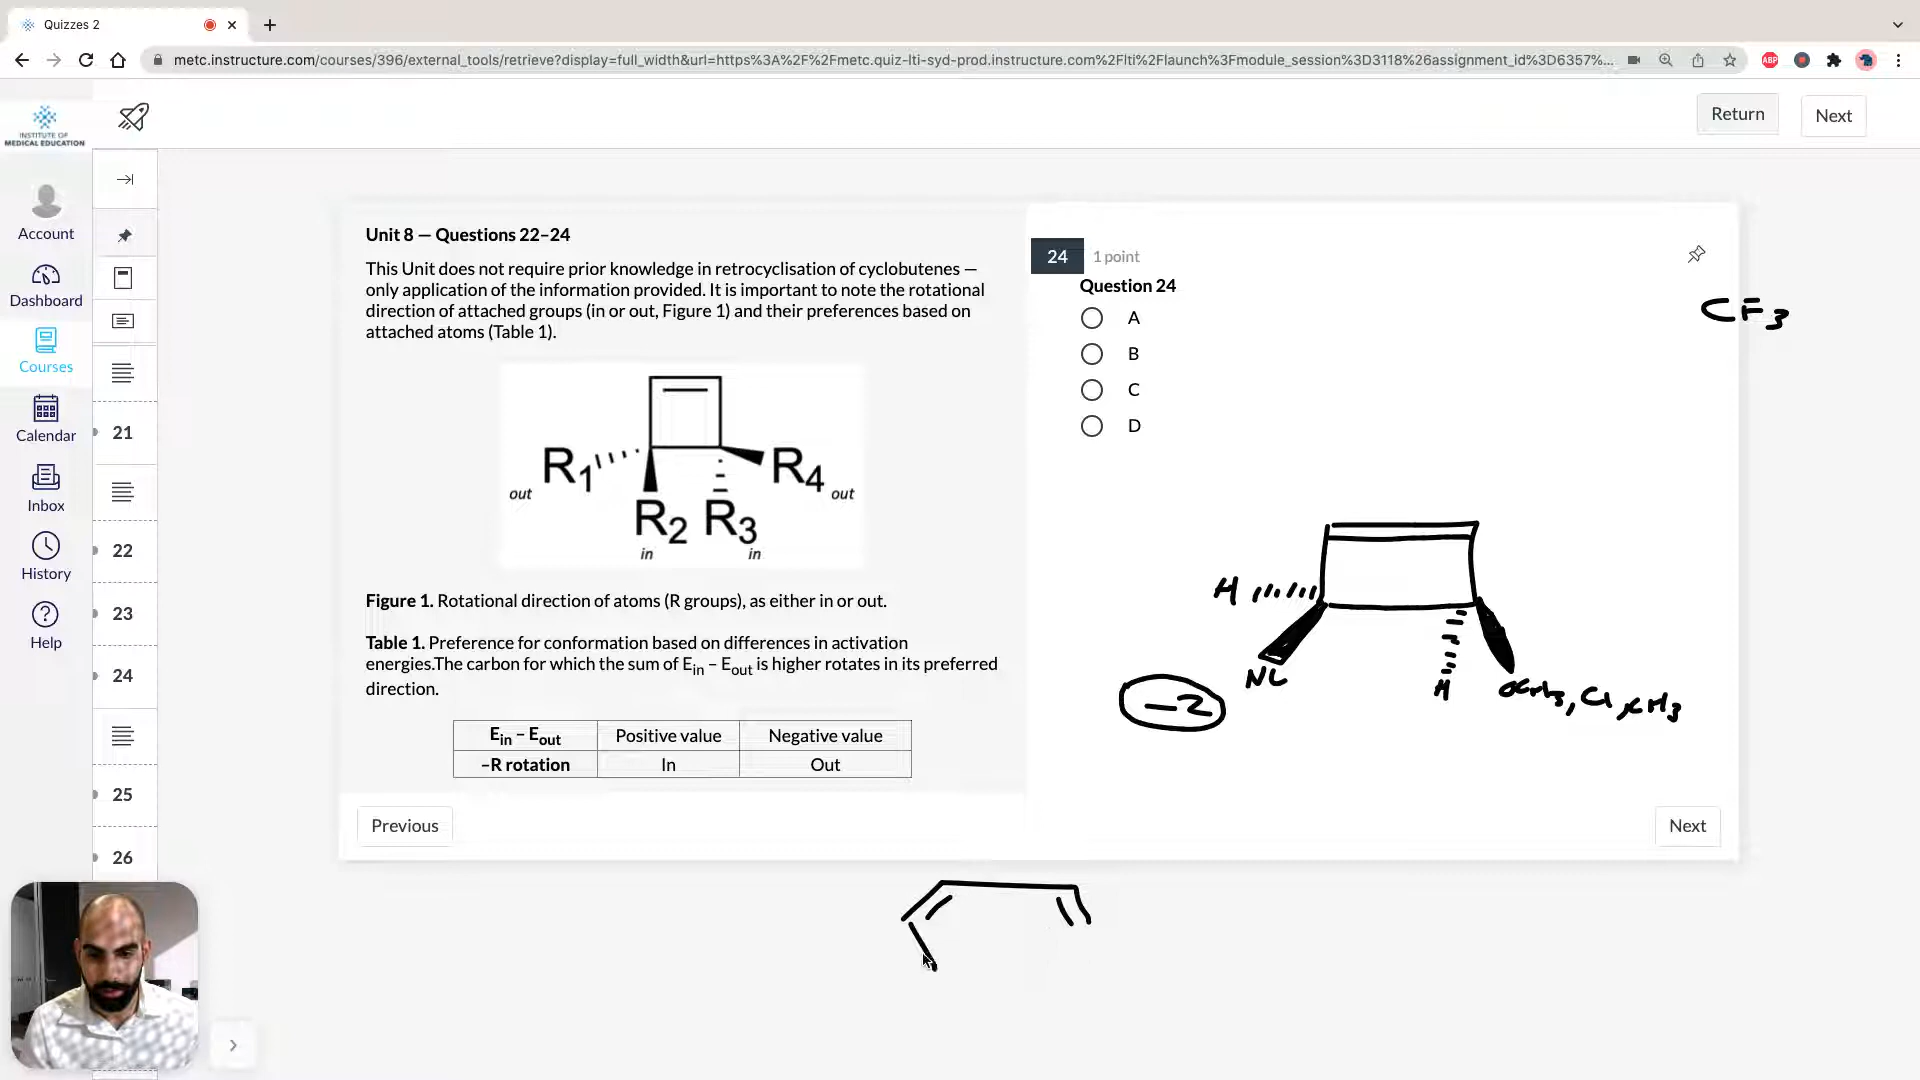 Quizzes 2
metc.instructure.com/courses/396/external_tools/retrieve?display=full_width&url=https%3A%2F%2Fmetc.quiz-lti-syd-prod.instructure.com%2Flti%2Flaunch%3Fmodule_session%3D3118%26assignment_id%3D6357%...
ABP
INSTITUTE OF
MEDICAL EDUCATION
Return
Next
Account
Dashboard
Courses
Calendar
Inbox
History
Help
21
22
23
24
25
26
Unit 8 — Questions 22–24
This Unit does not require prior knowledge in retrocyclisation of cyclobutenes —
only application of the information provided. It is important to note the rotational
direction of attached groups (in or out, Figure 1) and their preferences based on
attached atoms (Table 1).
R1 R4
out out
R2 R3
in in
Figure 1. Rotational direction of atoms (R groups), as either in or out.
Table 1. Preference for conformation based on differences in activation
energies.The carbon for which the sum of Ein – Eout is higher rotates in its preferred
direction.
Ein – Eout Positive value Negative value
–R rotation In Out
Previous
24 1 point
Question 24
A
B
C
D
CF3
H
H
-2
CH3
Next